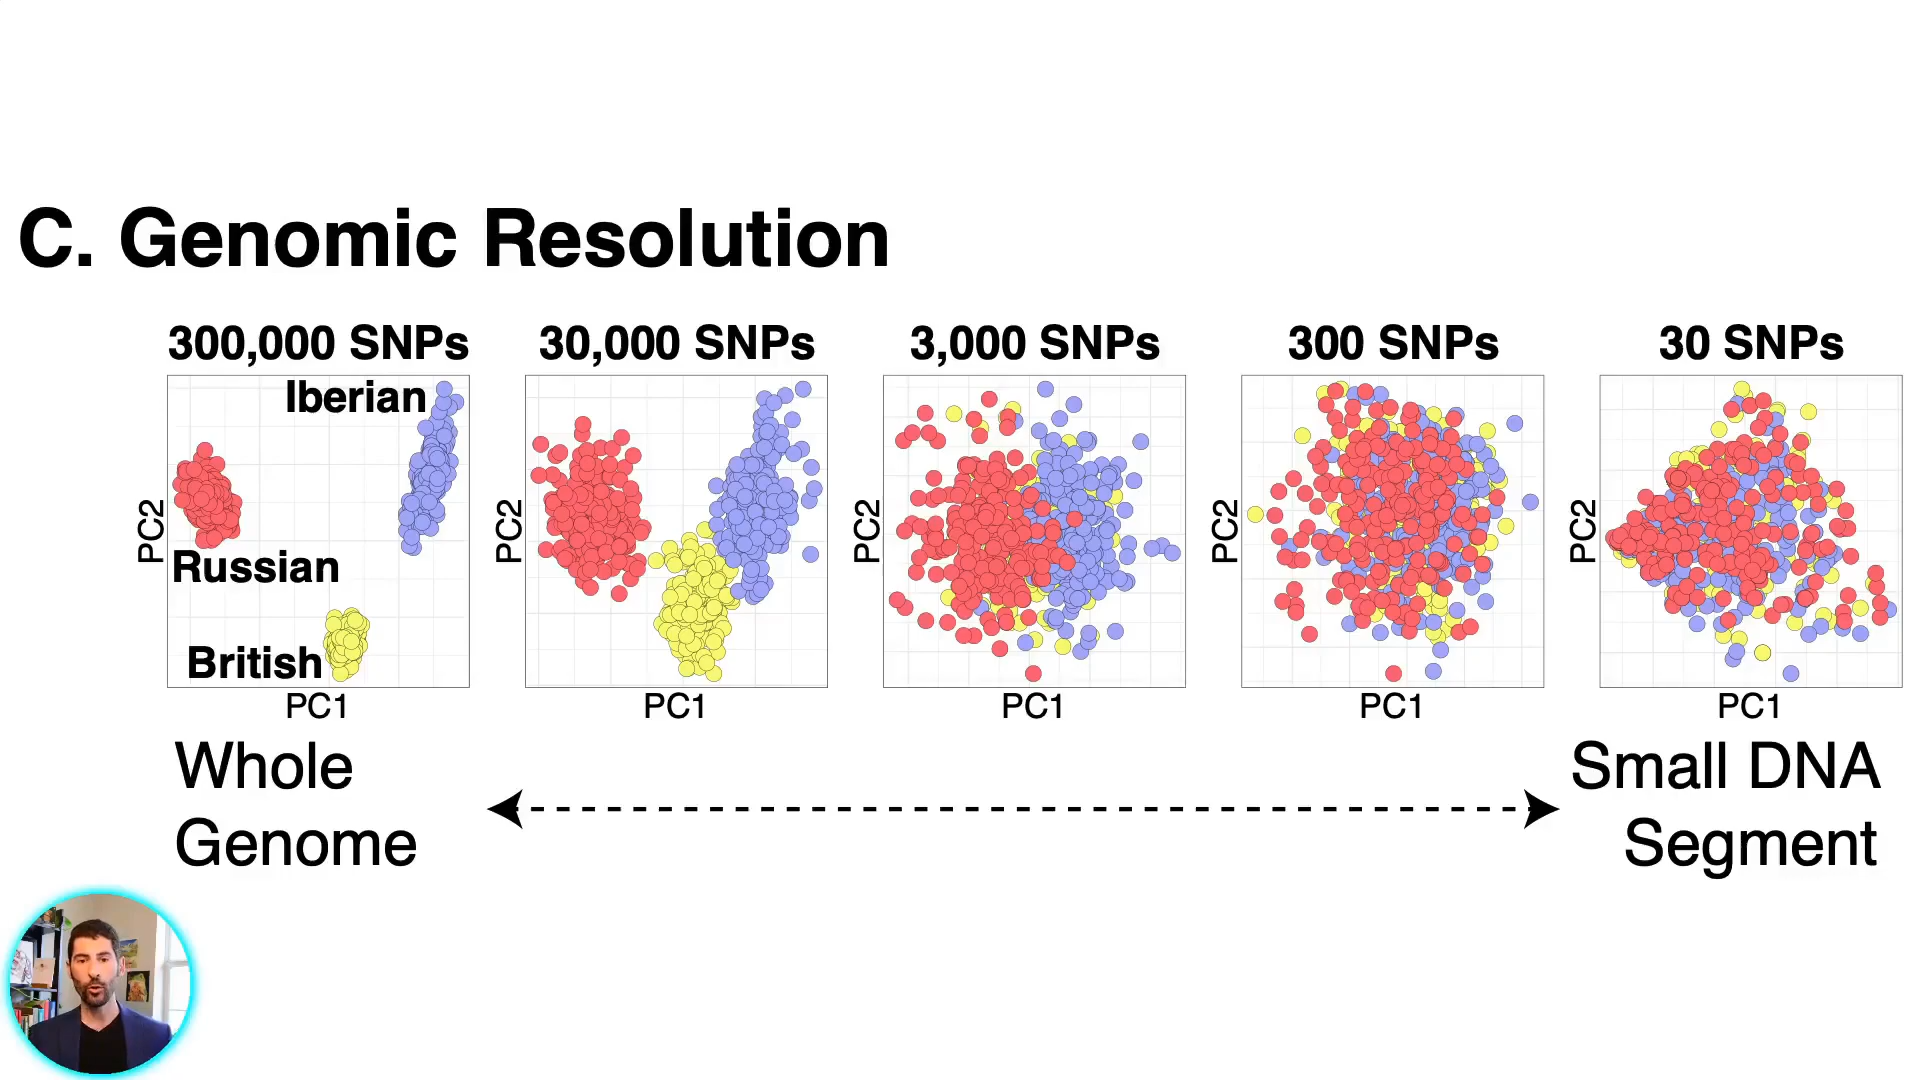 C. Genomic Resolution
300,000 SNPs
30,000 SNPs
3,000 SNPs
300 SNPs
30 SNPs
Iberian
Russian
British
PC2
PC1
PC2
PC1
PC2
PC1
PC2
PC1
PC2
PC1
Whole
Genome
Small DNA
Segment